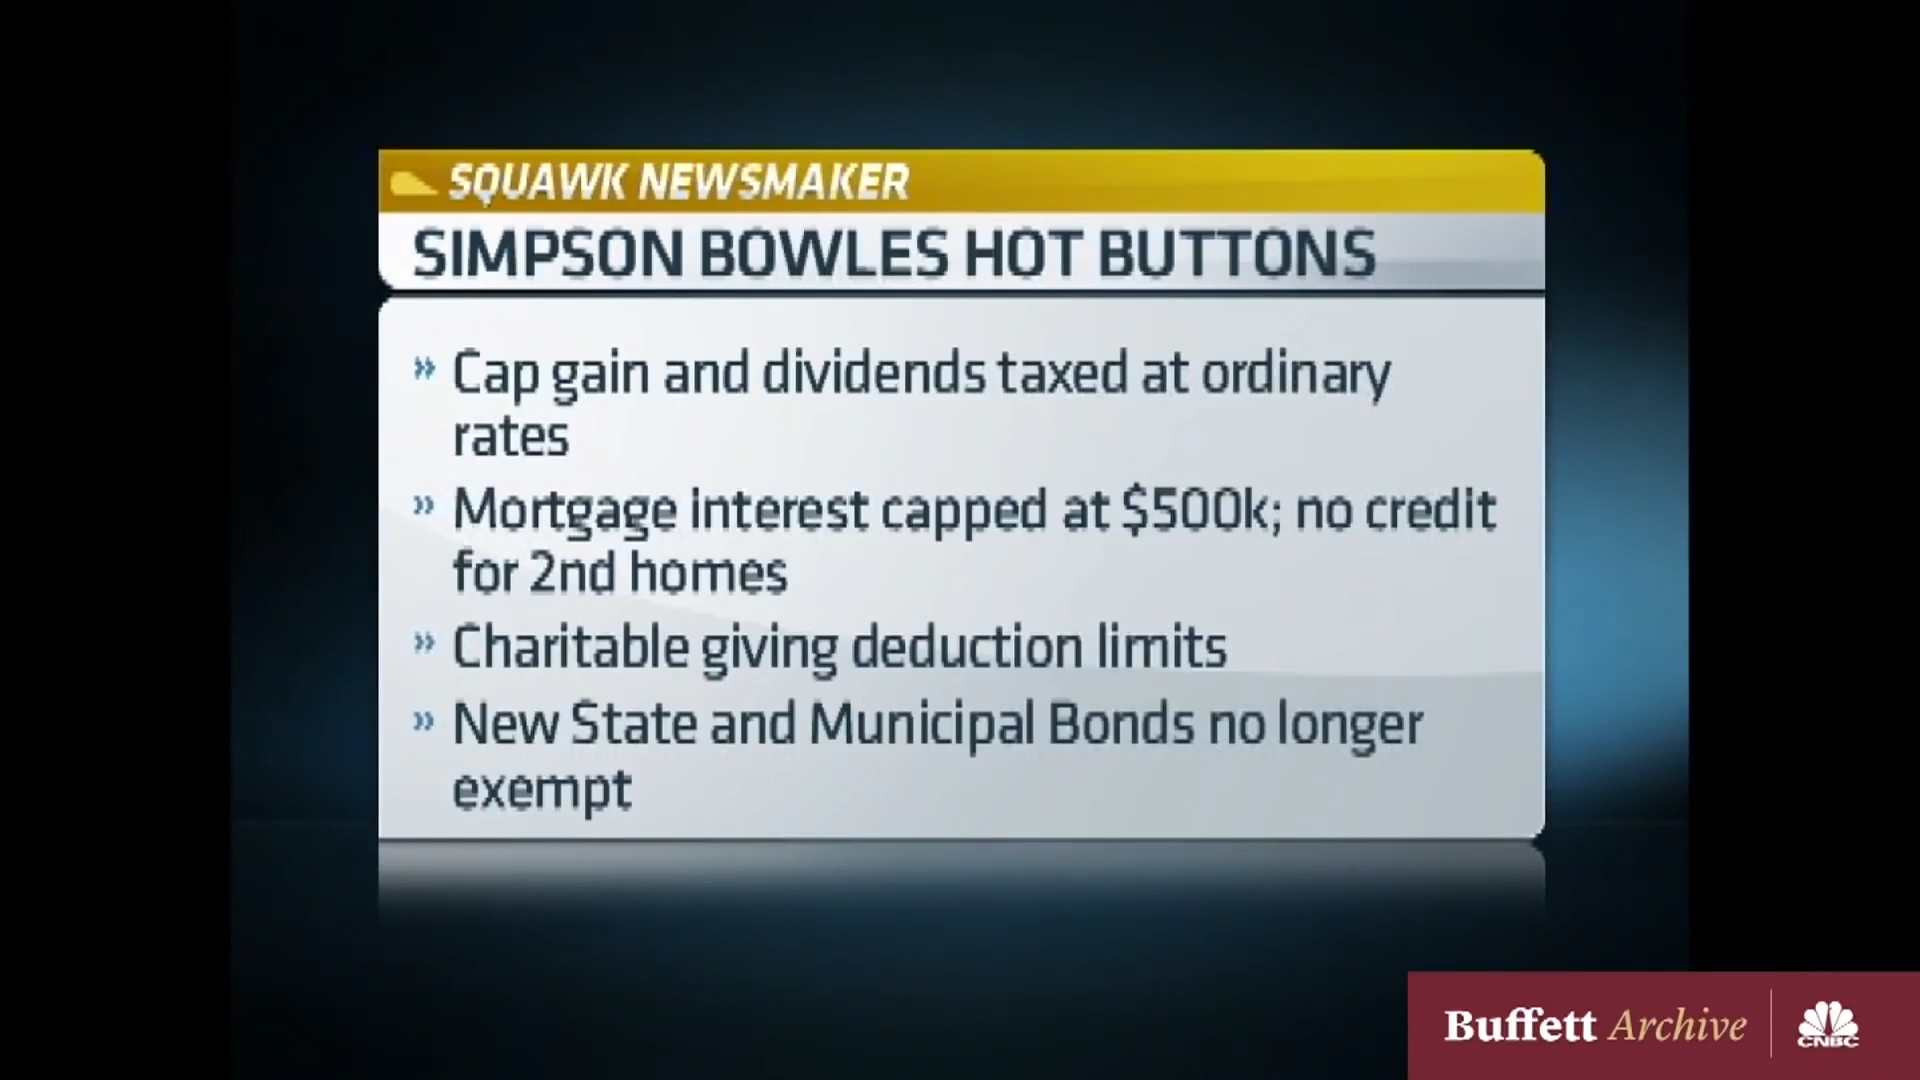 SQUAWK NEWSMAKER
SIMPSON BOWLES HOT BUTTONS
» Cap gain and dividends taxed at ordinary
rates
» Mortgage interest capped at $500k; no credit
for 2nd homes
» Charitable giving deduction limits
» New State and Municipal Bonds no longer
exempt
Buffett Archive
CNBC